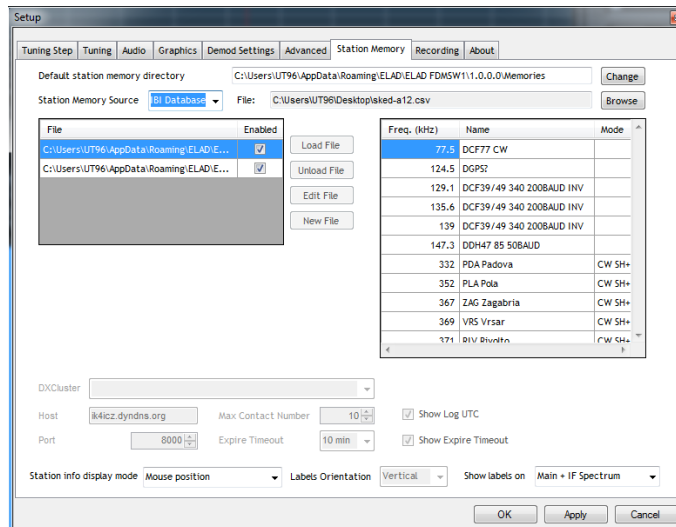 Setup
Tuning Step Tuning Audio Graphics Demod Settings Advanced Station Memory Recording About
Default station memory directory C:\Users\UT96\AppData\Roaming\ELAD\ELAD FDMSW1\1.0.0.0\Memories Change
Station Memory Source IBI Database File: C:\Users\UT96\Desktop\sked-a12.csv Browse
File Enabled
C:\Users\UT96\AppData\Roaming\ELAD\E...
C:\Users\UT96\AppData\Roaming\ELAD\E...
Load File
Unload File
Edit File
New File
Freq. (kHz) Name Mode
77.5 DCF77 CW
124.5 DGPS?
129.1 DCF39/49 340 200BAUD INV
135.6 DCF39/49 340 200BAUD INV
139 DCF39/49 340 200BAUD INV
147.3 DDH47 85 50BAUD
332 PDA Padova CW SH+
352 PLA Pola CW SH+
367 ZAG Zagabria CW SH+
369 VRS Vrsar CW SH+
371 RIV Rivolto CW SH+
DXCluster
Host ik4icz.dyndns.org Max Contact Number 10 Show Log UTC
Port 8000 Expire Timeout 10 min Show Expire Timeout
Station info display mode Mouse position Labels Orientation Vertical Show labels on Main + IF Spectrum
OK Apply Cancel